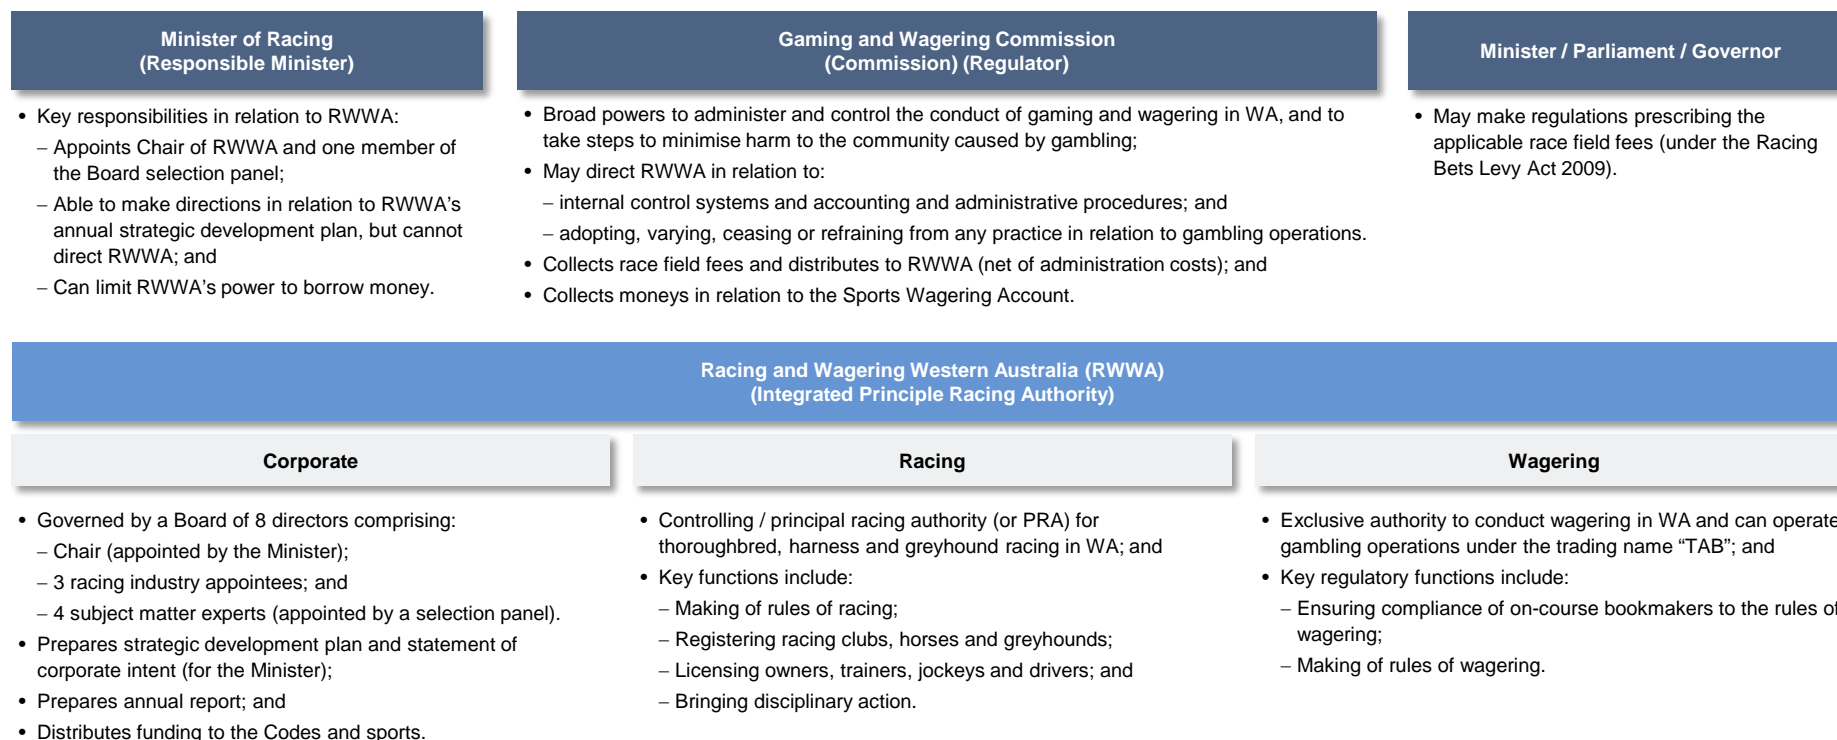 Minister of Racing
(Responsible Minister)
• Key responsibilities in relation to RWWA:
– Appoints Chair of RWWA and one member of
the Board selection panel;
– Able to make directions in relation to RWWA's
annual strategic development plan, but cannot
direct RWWA; and
– Can limit RWWA's power to borrow money.
Gaming and Wagering Commission
(Commission) (Regulator)
• Broad powers to administer and control the conduct of gaming and wagering in WA, and to
take steps to minimise harm to the community caused by gambling;
• May direct RWWA in relation to:
– internal control systems and accounting and administrative procedures; and
– adopting, varying, ceasing or refraining from any practice in relation to gambling operations.
• Collects race field fees and distributes to RWWA (net of administration costs); and
• Collects moneys in relation to the Sports Wagering Account.
Minister / Parliament / Governor
• May make regulations prescribing the
applicable race field fees (under the Racing
Bets Levy Act 2009).
Racing and Wagering Western Australia (RWWA)
(Integrated Principle Racing Authority)
Corporate
• Governed by a Board of 8 directors comprising:
– Chair (appointed by the Minister);
– 3 racing industry appointees; and
– 4 subject matter experts (appointed by a selection panel).
• Prepares strategic development plan and statement of
corporate intent (for the Minister);
• Prepares annual report; and
• Distributes funding to the Codes and sports.
Racing
• Controlling / principal racing authority (or PRA) for
thoroughbred, harness and greyhound racing in WA; and
• Key functions include:
– Making of rules of racing;
– Registering racing clubs, horses and greyhounds;
– Licensing owners, trainers, jockeys and drivers; and
– Bringing disciplinary action.
Wagering
• Exclusive authority to conduct wagering in WA and can operate
gambling operations under the trading name “TAB”; and
• Key regulatory functions include:
– Ensuring compliance of on-course bookmakers to the rules of
wagering;
– Making of rules of wagering.